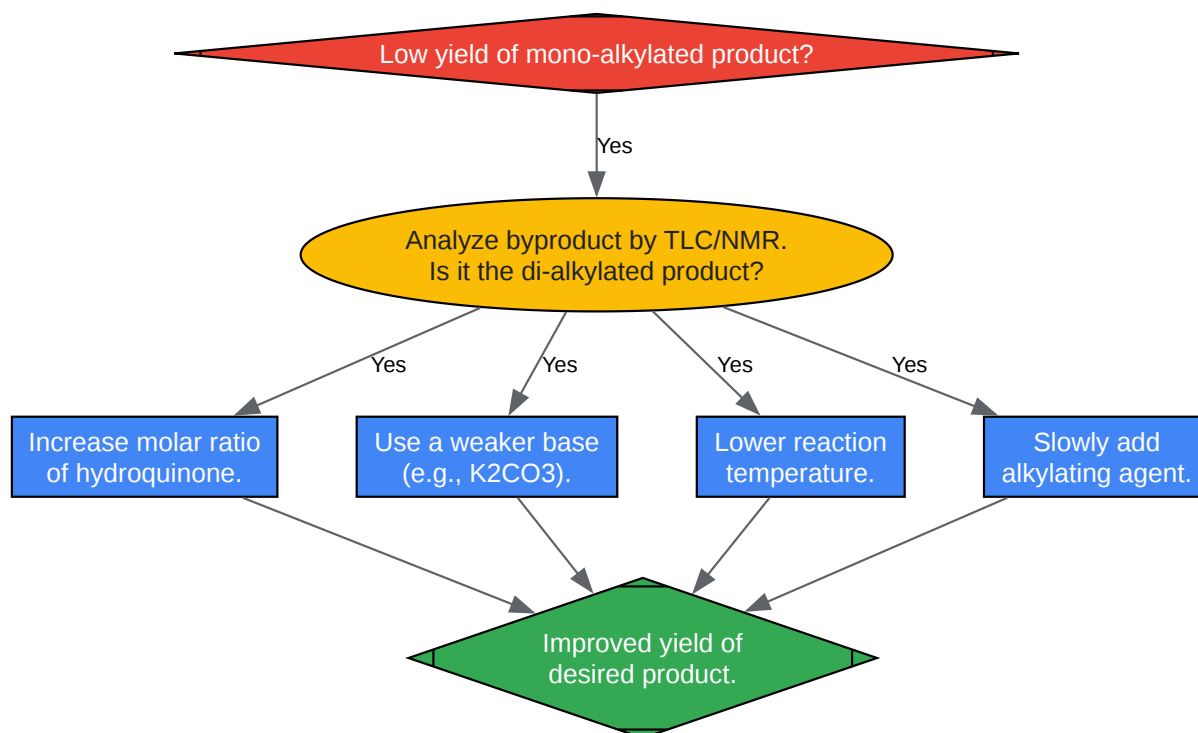 Low yield of mono-alkylated product?
Yes
Analyze byproduct by TLC/NMR.
Is it the di-alkylated product?
Yes
Yes
Yes
Yes
Increase molar ratio
of hydroquinone.
Use a weaker base
(e.g., K2CO3).
Lower reaction
temperature.
Slowly add
alkylating agent.
Improved yield of
desired product.